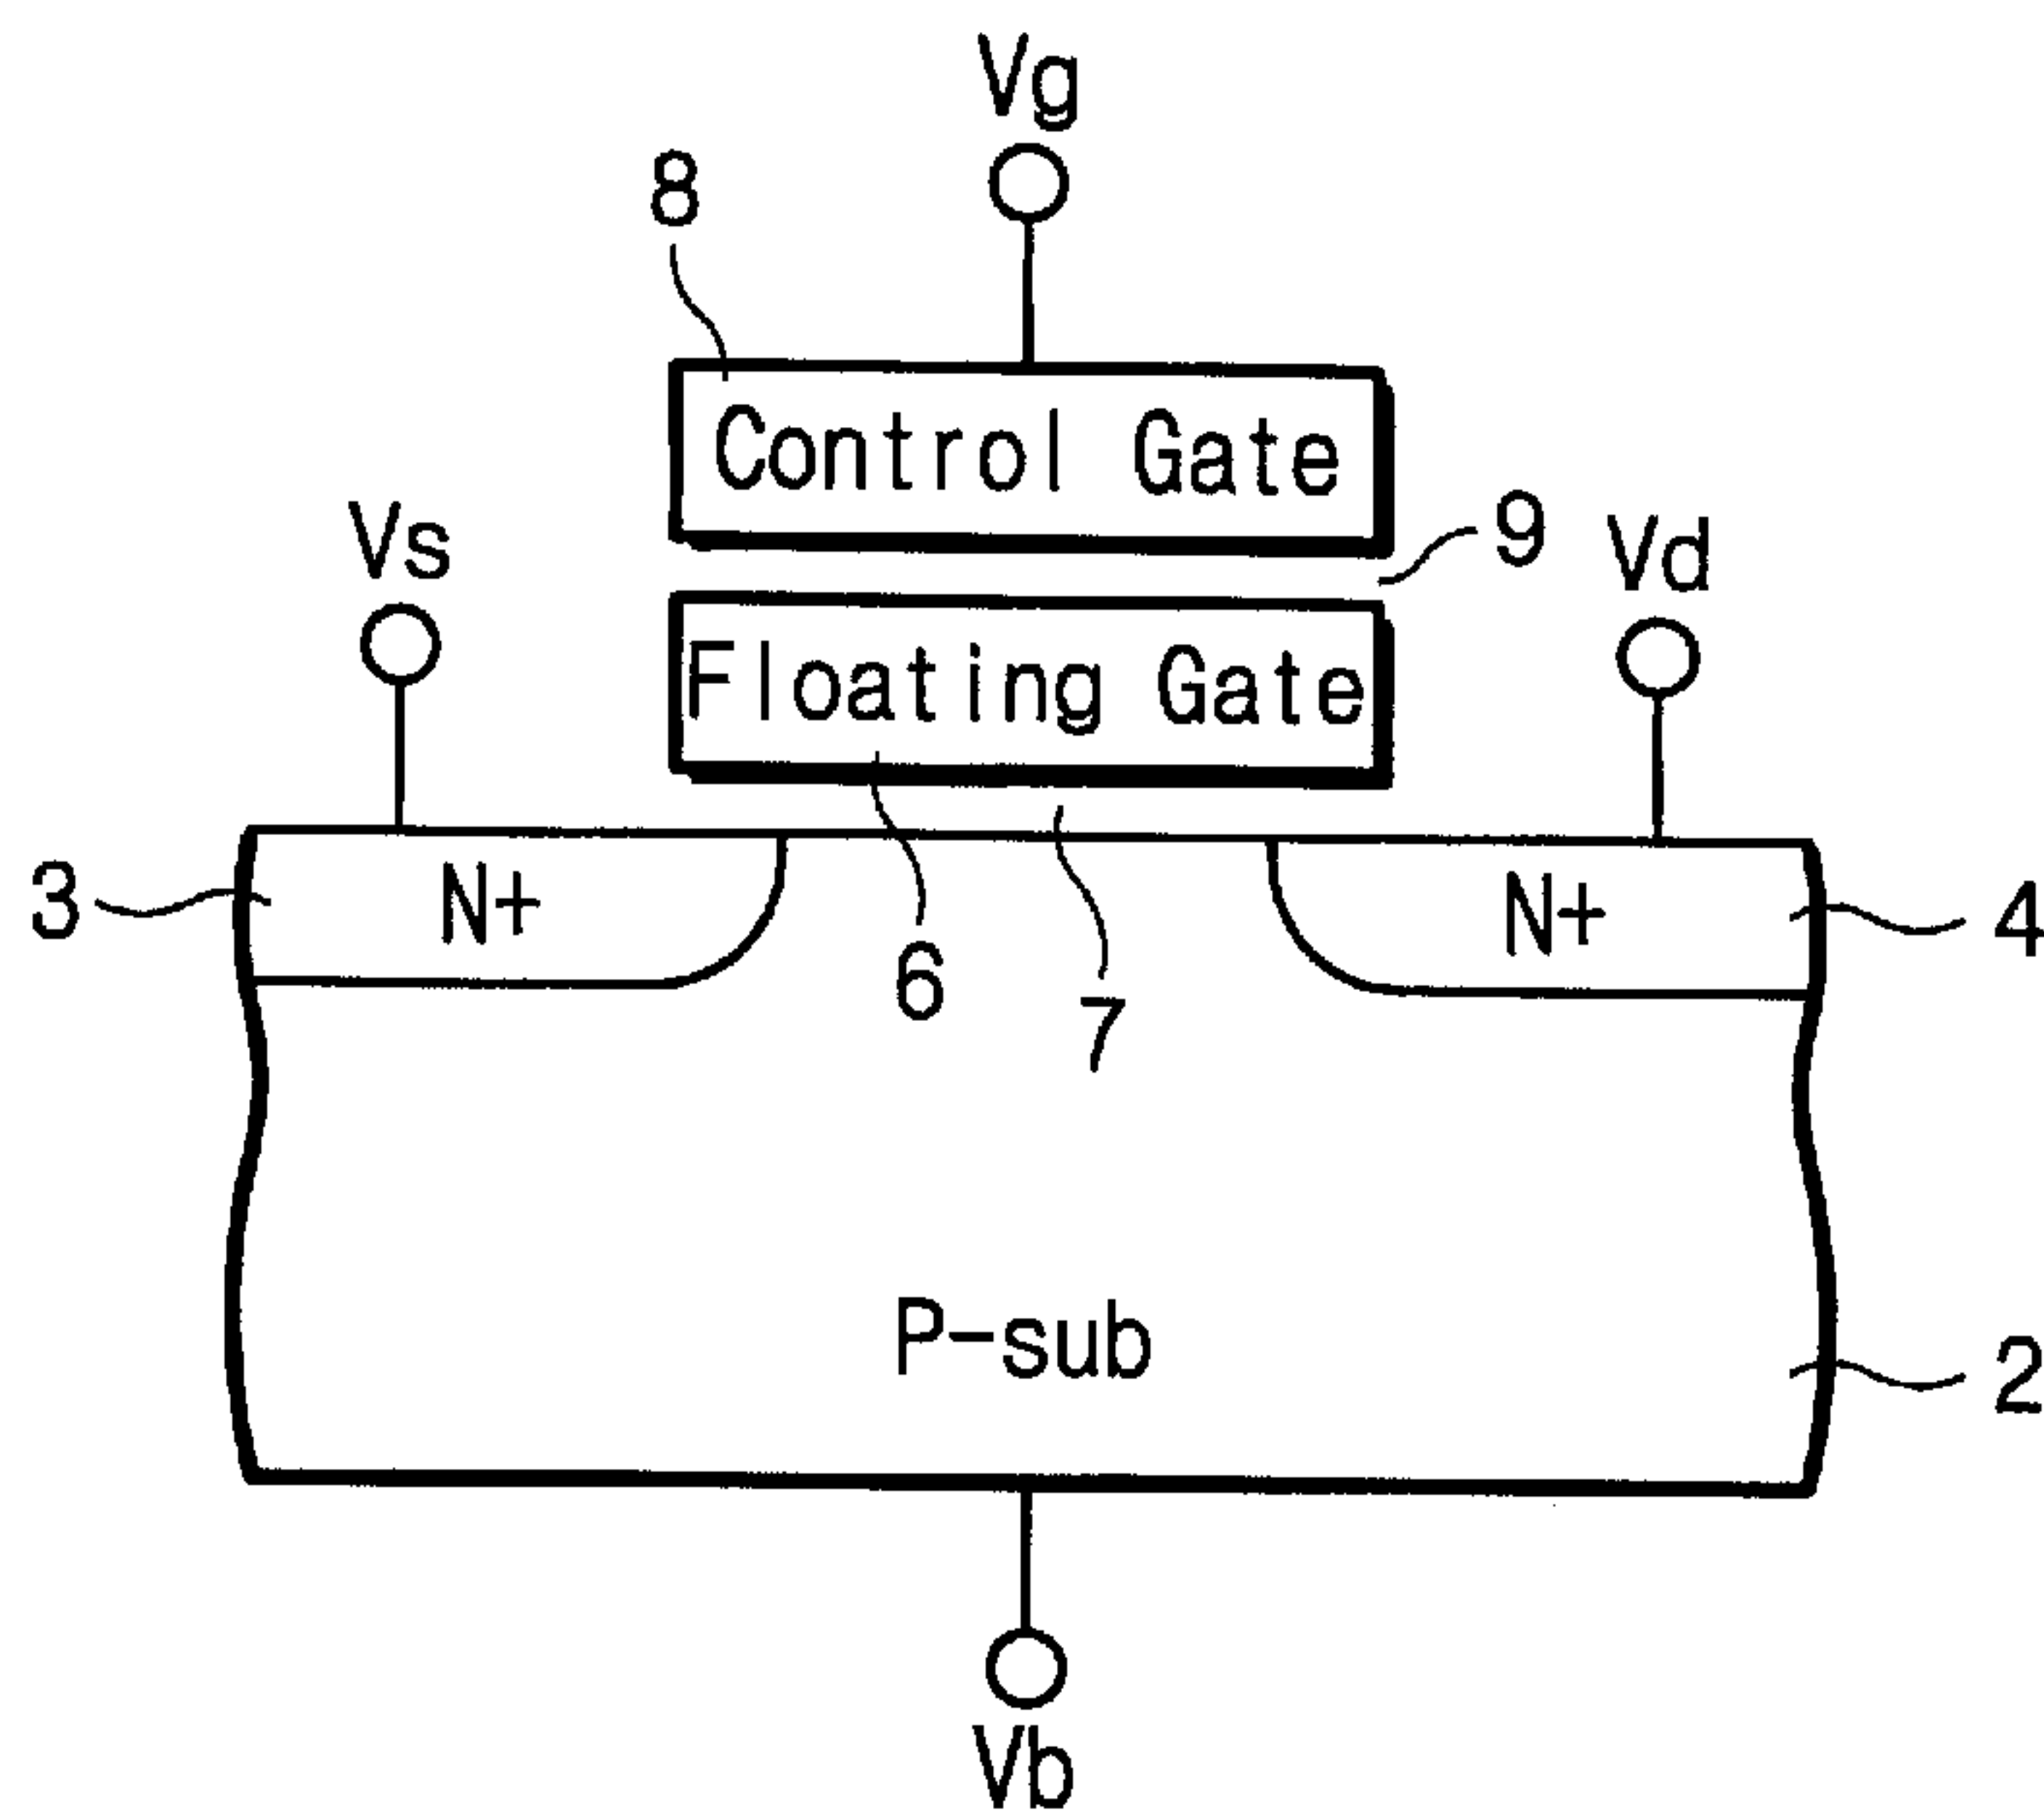 Vg
8
Control Gate
9
Vs
Vd
Floating Gate
3
N+
N+
4
6
7
P-sub
2
Vb